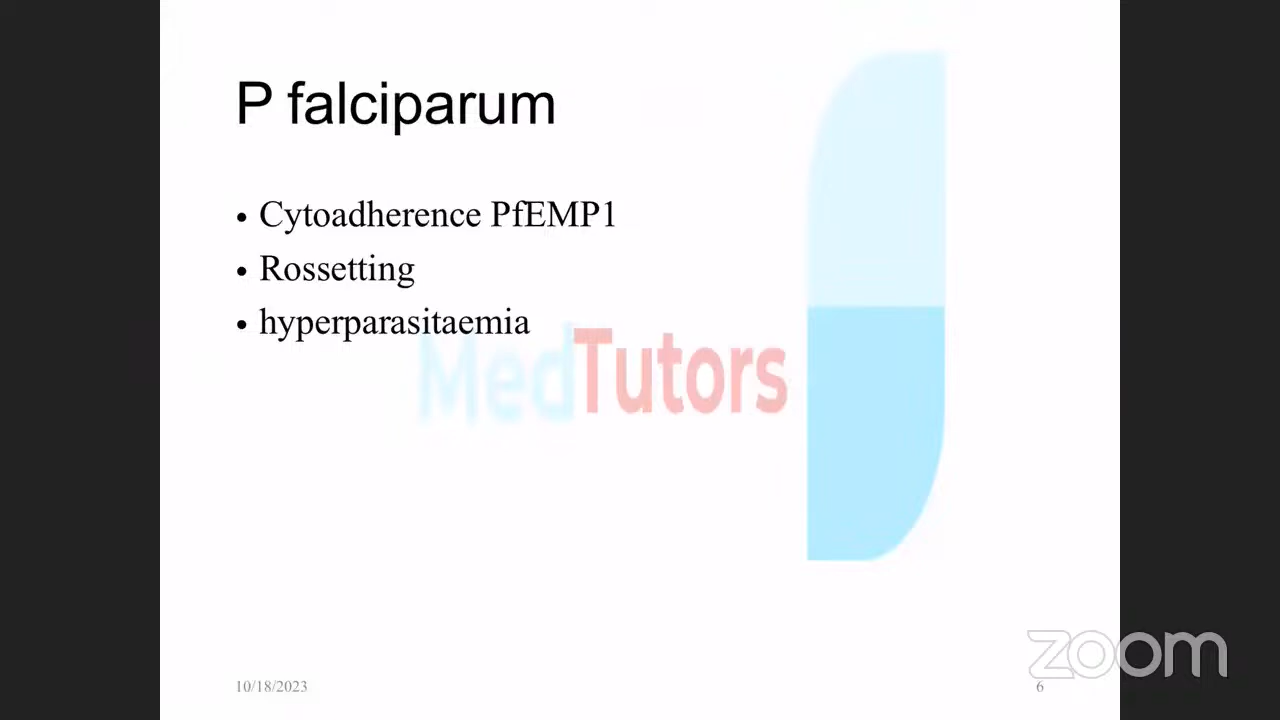 P falciparum
• Cytoadherence PfEMP1
• Rossetting
• hyperparasitaemia
MedTutors
zoom
10/18/2023
6